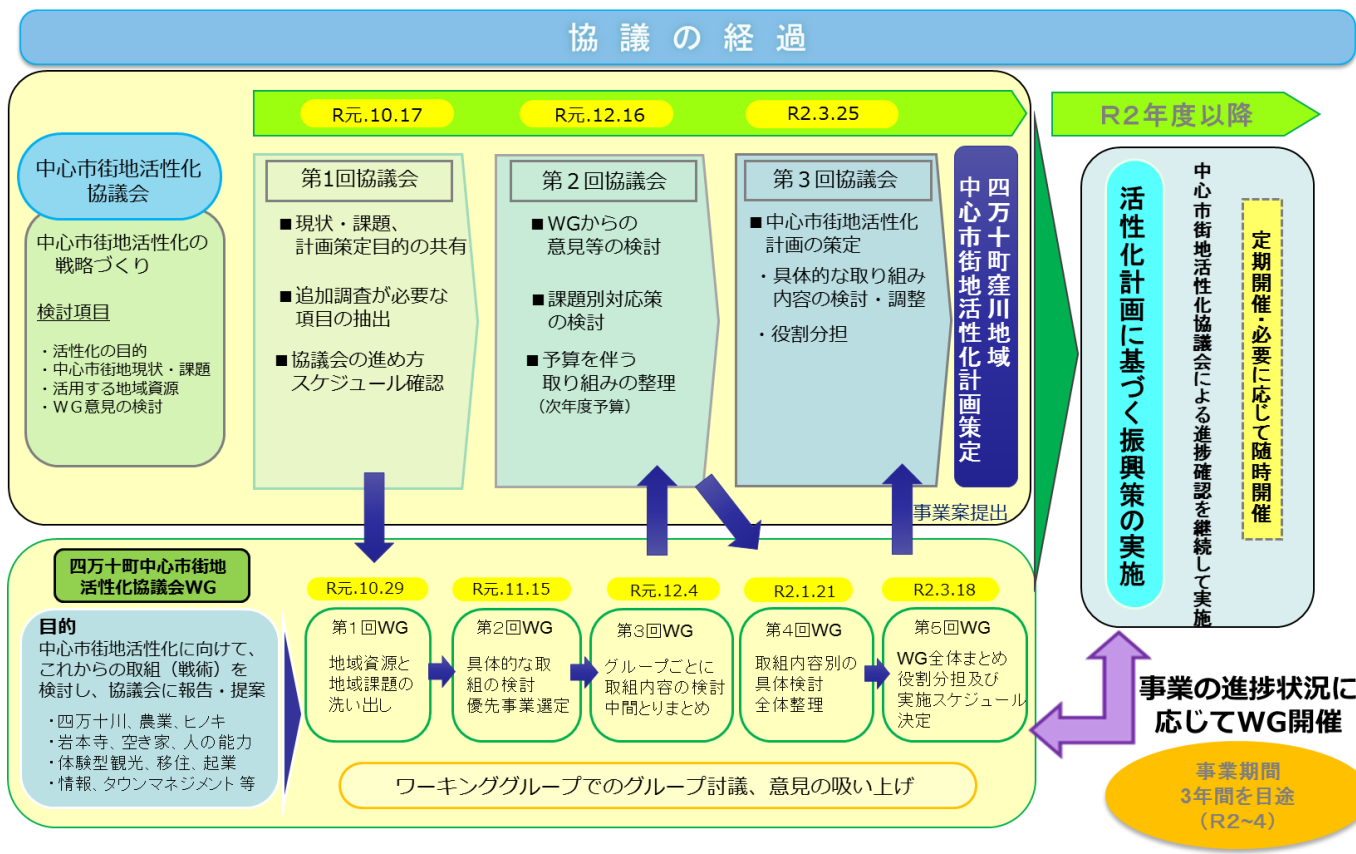 協議の経過
R元.10.17
R元.12.16
R2.3.25
R2年度以降
中心市街地活性化
協議会
中心市街地活性化の
戦略づくり
検討項目
・活性化の目的
・中心市街地現状・課題
・活用する地域資源
・ＷＧ意見の検討
第1回協議会
■現状・課題、
計画策定目的の共有
■追加調査が必要な
項目の抽出
■協議会の進め方
スケジュール確認
第２回協議会
■WGからの
意見等の検討
■課題別対応策
の検討
■予算を伴う
取り組みの整理
（次年度予算）
第３回協議会
■中心市街地活性化
計画の策定
・具体的な取り組み
内容の検討・調整
・役割分担
四万十町窪川地域
中心市街地活性化計画策定
事業案提出
活性化計画に基づく振興策の実施
中心市街地活性化協議会による進捗確認を継続して実施
定期開催・必要に応じて随時開催
四万十町中心市街地
活性化協議会WG
目的
中心市街地活性化に向けて、
これからの取組（戦術）を
検討し、協議会に報告・提案
・四万十川、農業、ヒノキ
・岩本寺、空き家、人の能力
・体験型観光、移住、起業
・情報、タウンマネジメント 等
R元.10.29
第１回WG
地域資源と
地域課題の
洗い出し
R元.11.15
第２回WG
具体的な取
組の検討
優先事業選定
R元.12.4
第３回WG
グループごとに
取組内容の検討
中間とりまとめ
R2.1.21
第４回WG
取組内容別の
具体検討
全体整理
R2.3.18
第５回WG
WG全体まとめ
役割分担及び
実施スケジュール
決定
ワーキンググループでのグループ討議、意見の吸い上げ
事業の進捗状況に
応じてWG開催
事業期間
3年間を目途
（R2~4）